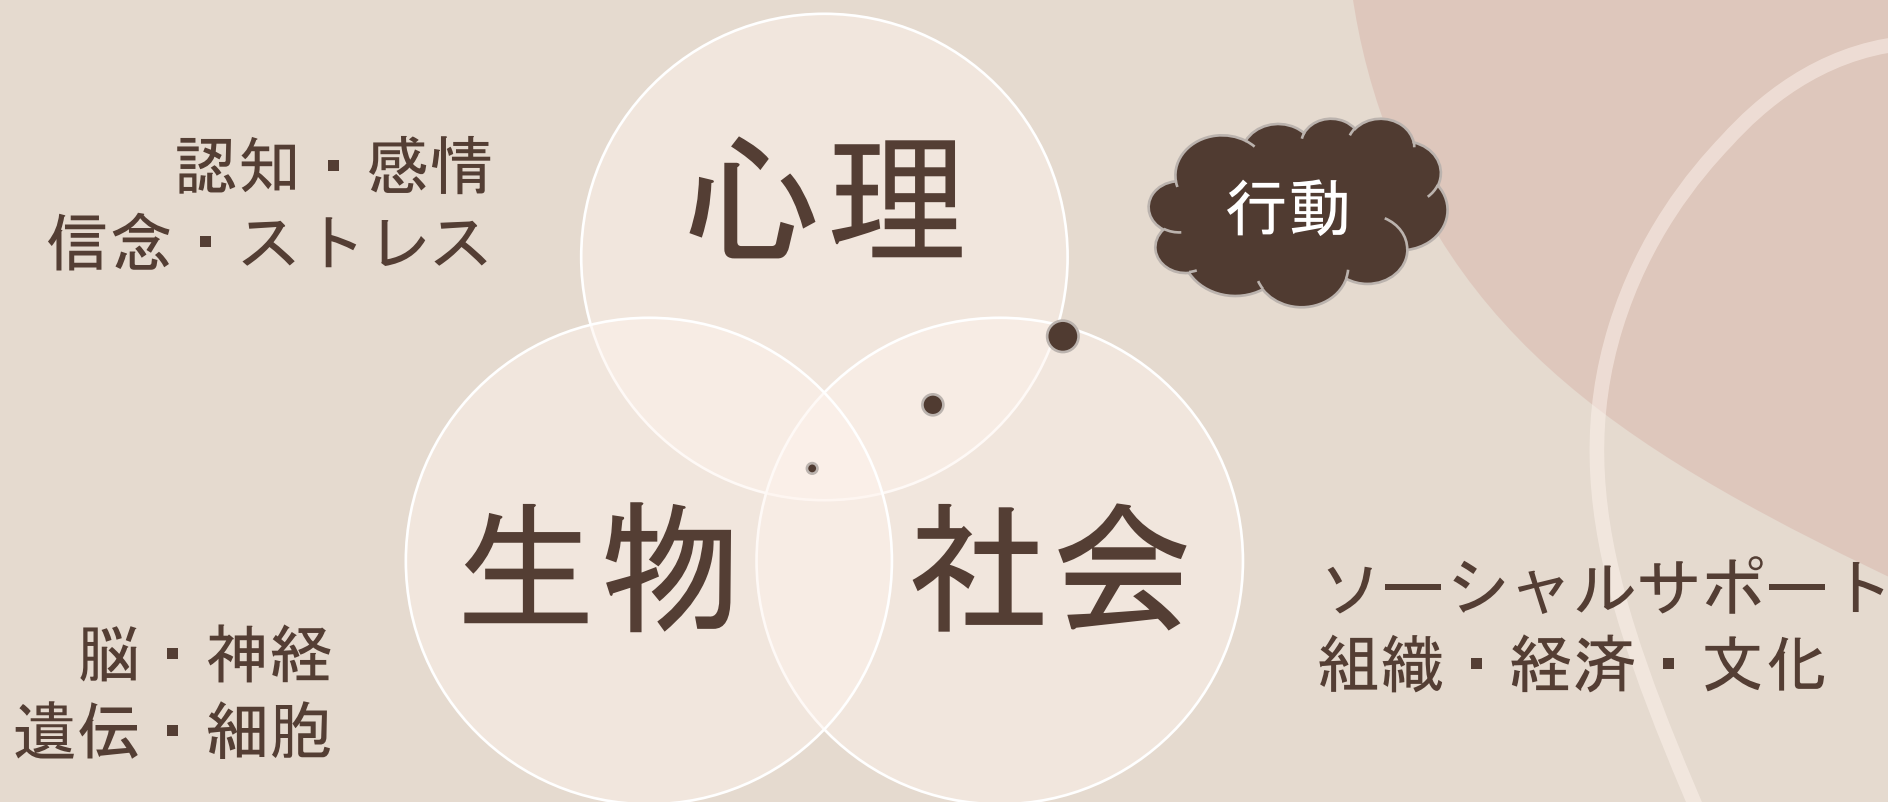 心理
認知・感情
信念・ストレス
行動
生物
社会
脳・神経
遺伝・細胞
ソーシャルサポート
組織・経済・文化